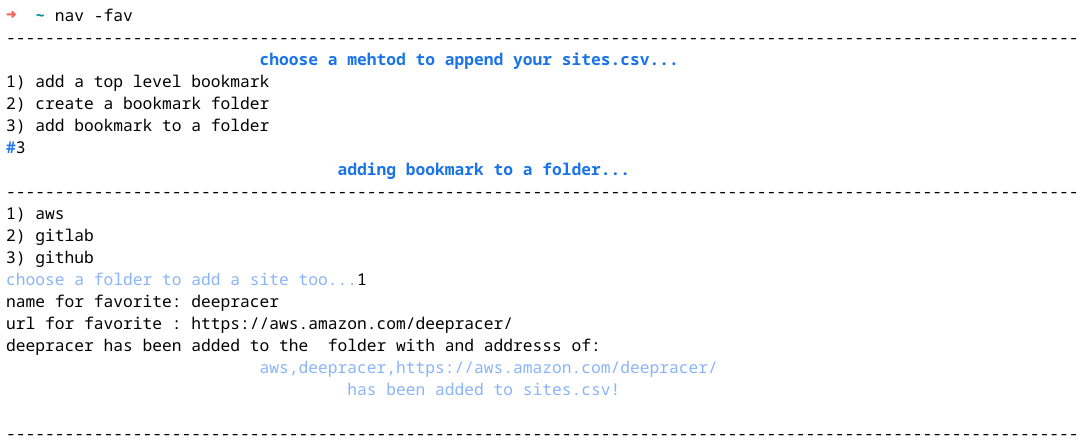 ➜  ~ nav -fav
--------------------------------------------------------------------------------------------------------------
choose a mehtod to append your sites.csv...
1) add a top level bookmark
2) create a bookmark folder
3) add bookmark to a folder
#3
adding bookmark to a folder...
--------------------------------------------------------------------------------------------------------------
1) aws
2) gitlab
3) github
choose a folder to add a site too...1
name for favorite: deepracer
url for favorite : https://aws.amazon.com/deepracer/
deepracer has been added to the  folder with and addresss of:
aws,deepracer,https://aws.amazon.com/deepracer/
has been added to sites.csv!
--------------------------------------------------------------------------------------------------------------